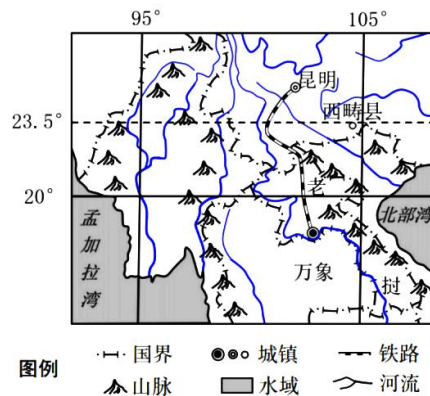 95°
105°
昆明
西畴县
23.5°
20°
老
北部湾
孟加拉湾
万象
挝
图例
国界
城镇
铁路
山脉
水域
河流